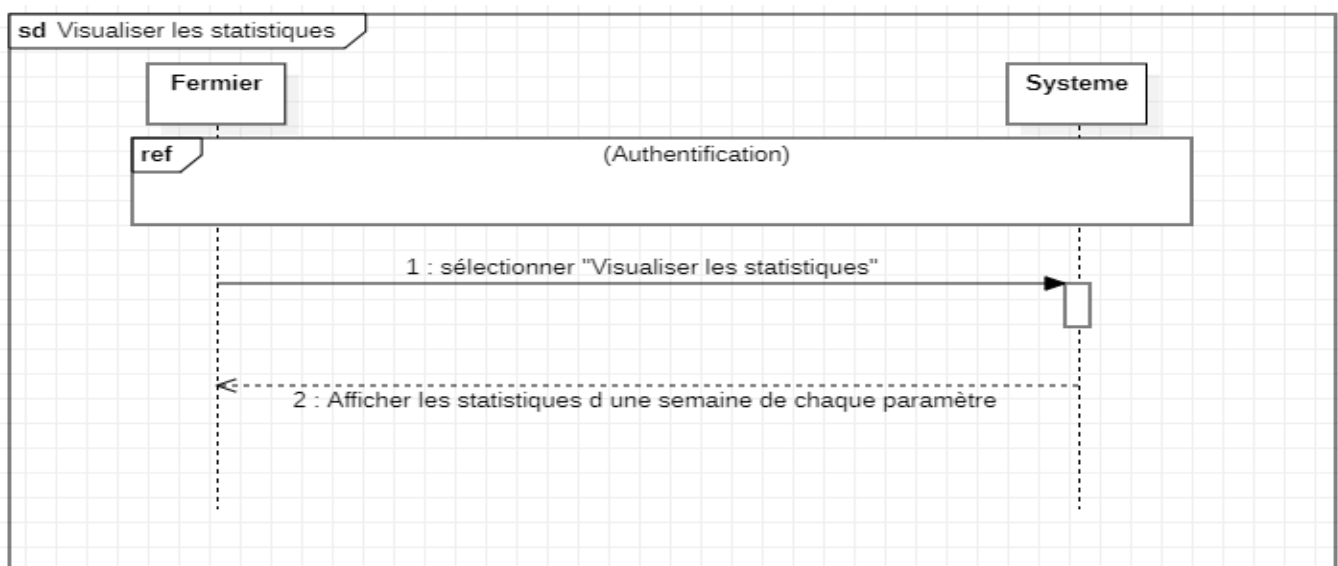 sd Visualiser les statistiques
Fermier
Systeme
ref
(Authentification)
1 : sélectionner "Visualiser les statistiques"
2 : Afficher les statistiques d une semaine de chaque paramètre